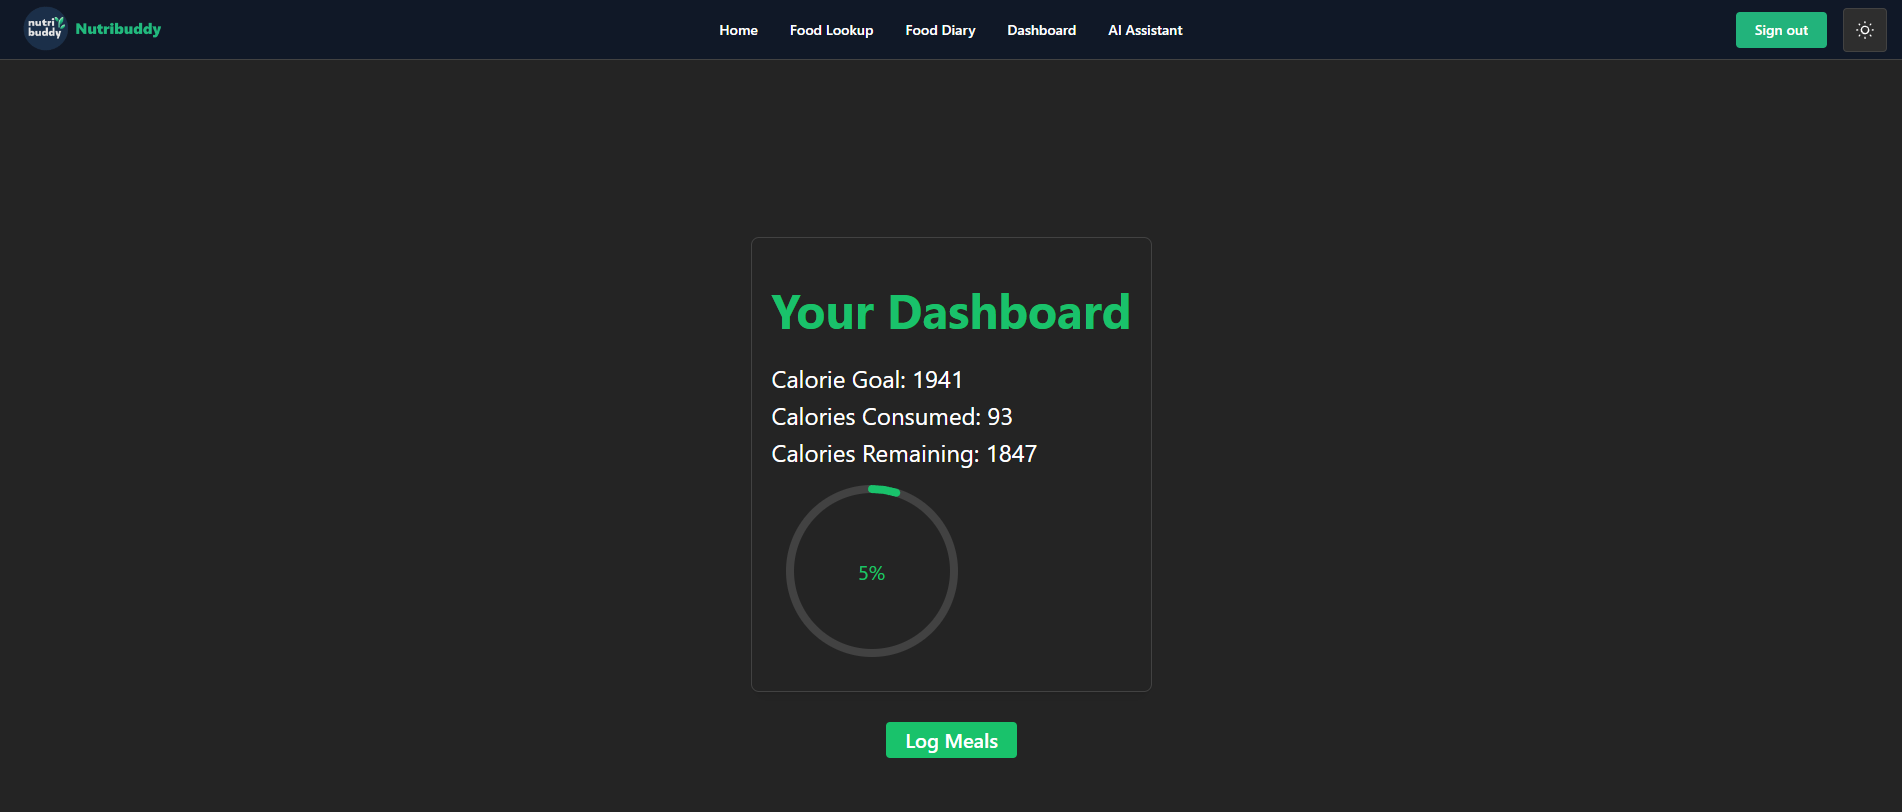 nutri
buddy
Nutribuddy
Home Food Lookup Food Diary Dashboard AI Assistant
Sign out
Your Dashboard
Calorie Goal: 1941
Calories Consumed: 93
Calories Remaining: 1847
5%
Log Meals